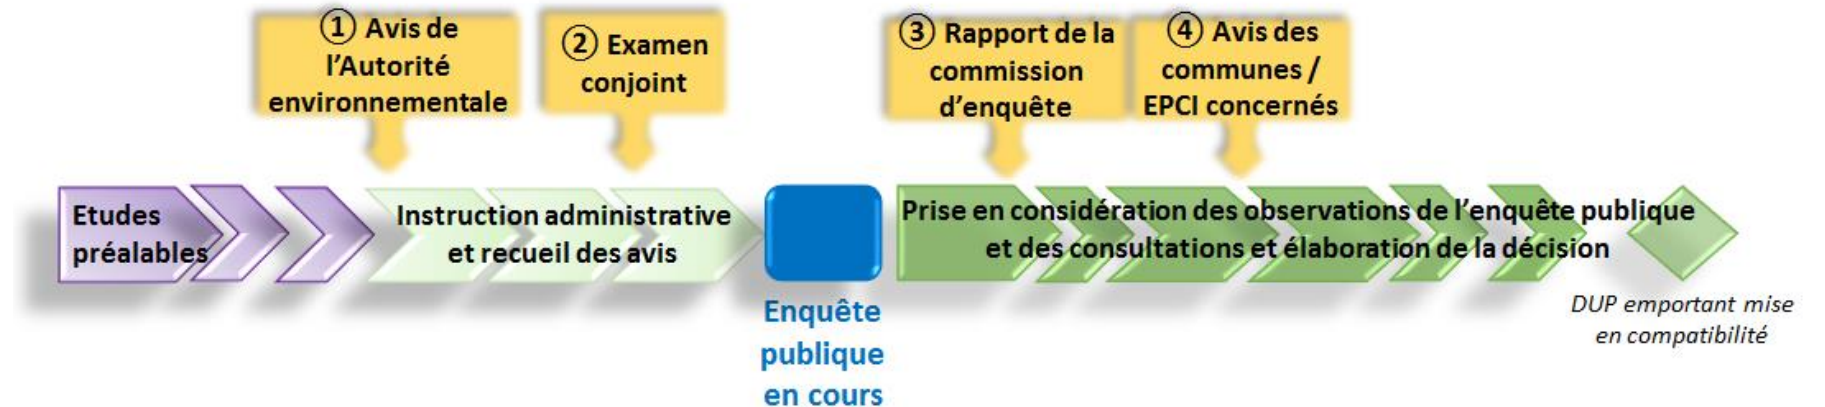 ① Avis de
l’Autorité
environnementale
② Examen
conjoint
③ Rapport de la
commission
d’enquête
④ Avis des
communes /
EPCI concernés
Etudes
préalables
Instruction administrative
et recueil des avis
Enquête
publique
en cours
Prise en considération des observations de l’enquête publique
et des consultations et élaboration de la décision
DUP emportant mise
en compatibilité